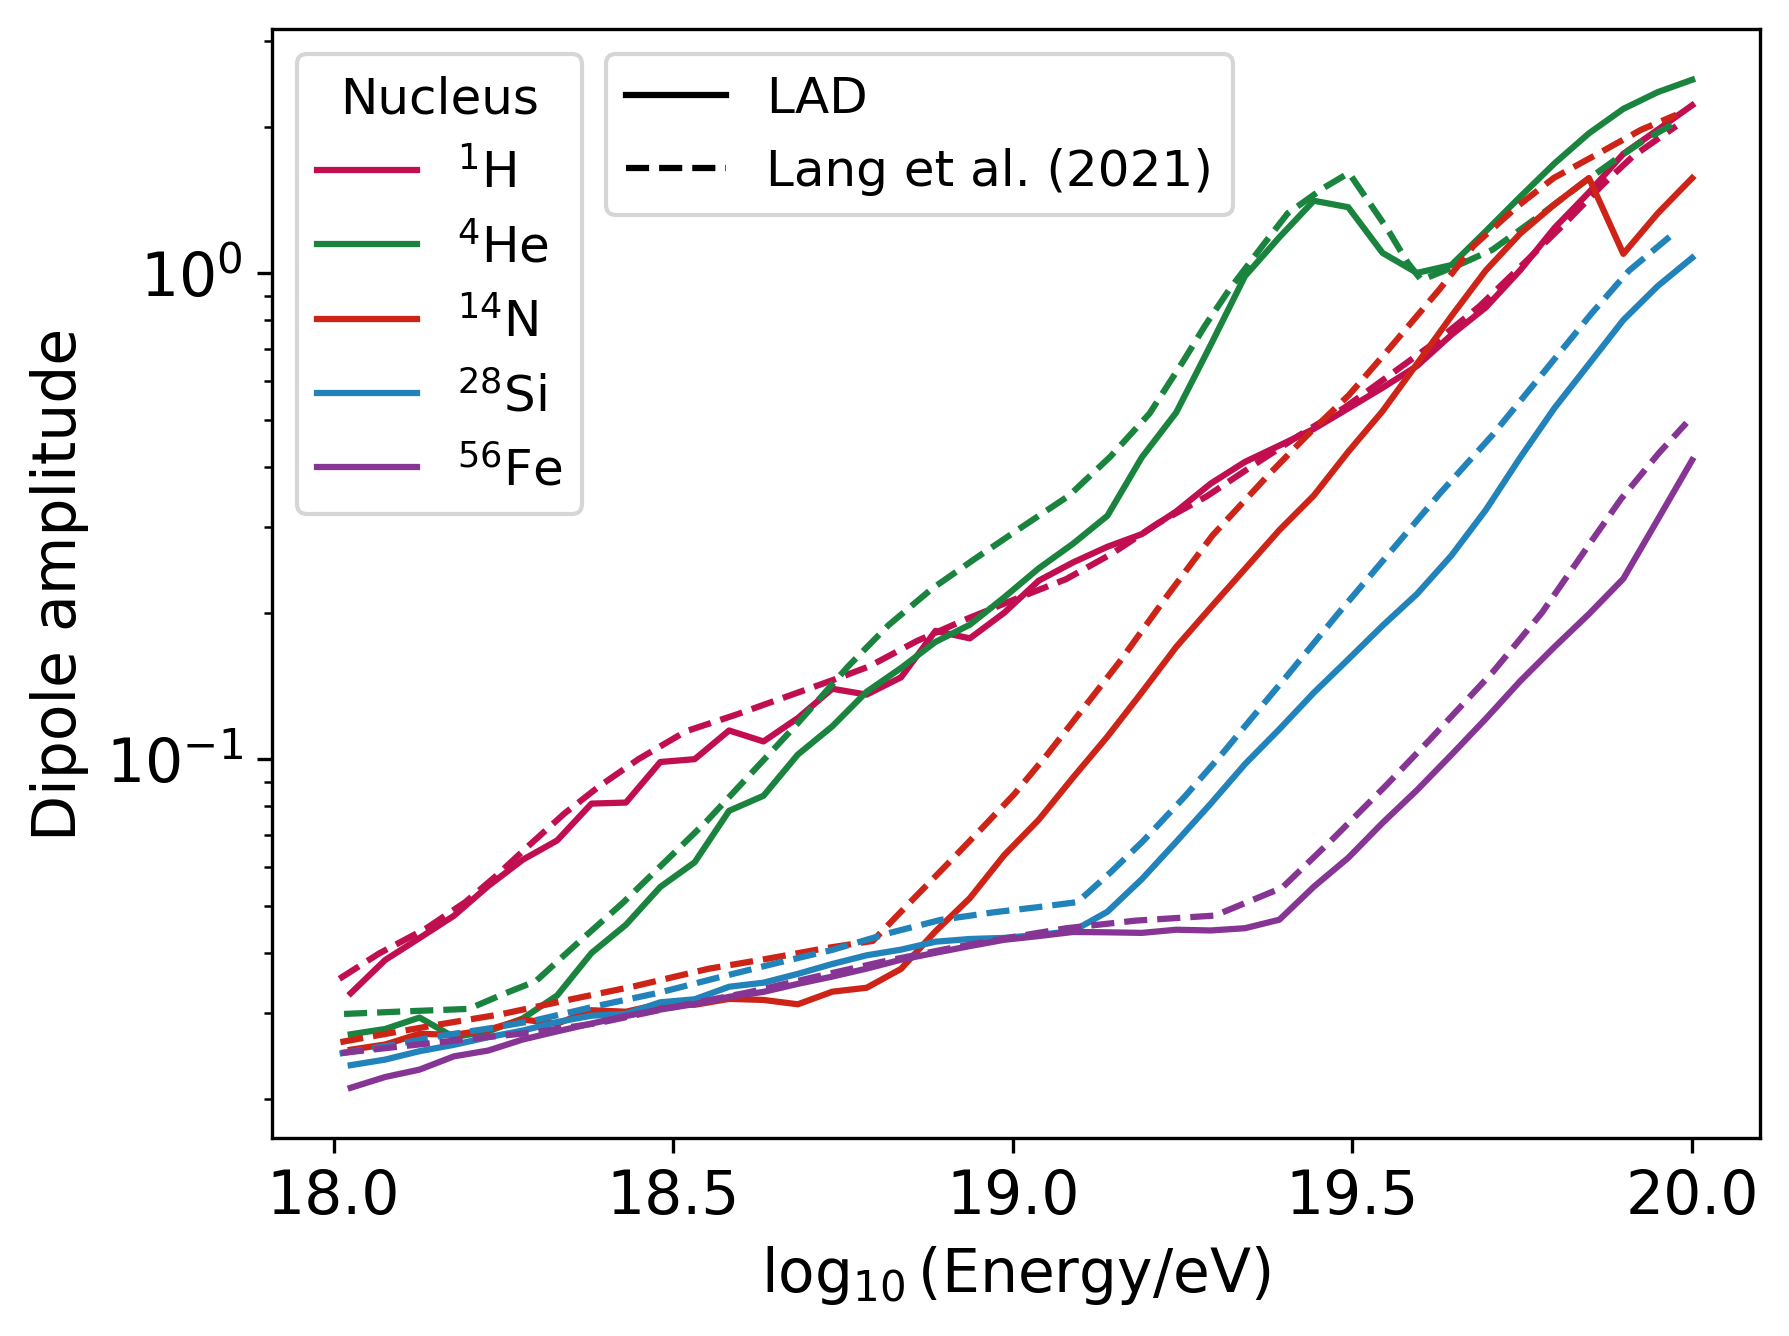 Nucleus
¹H
⁴He
¹⁴N
²⁸Si
⁵⁶Fe
LAD
Lang et al. (2021)
Dipole amplitude
10⁰
10⁻¹
18.0
18.5
19.0
19.5
20.0
log₁₀(Energy/eV)